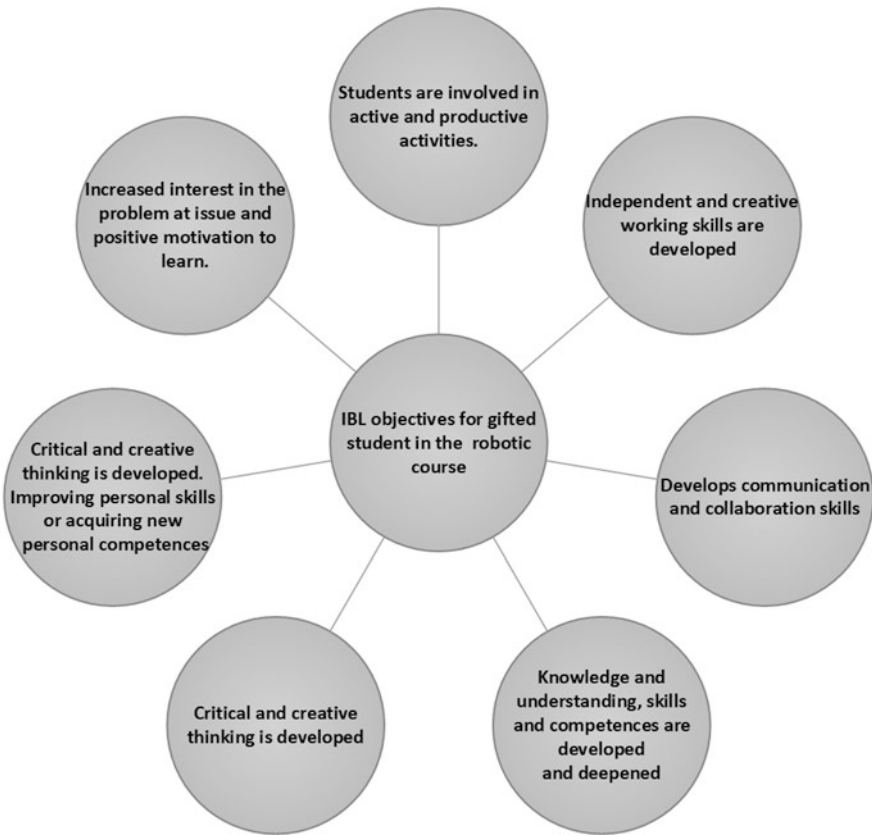 Students are involved in
active and productive
activities.
Independent and creative
working skills are
developed
Develops communication
and collaboration skills
Knowledge and
understanding, skills
and competences are
developed
and deepened
Critical and creative
thinking is developed
Critical and creative
thinking is developed.
Improving personal skills
or acquiring new
personal competences
Increased interest in the
problem at issue and
positive motivation to
learn.
IBL objectives for gifted
student in the robotic
course